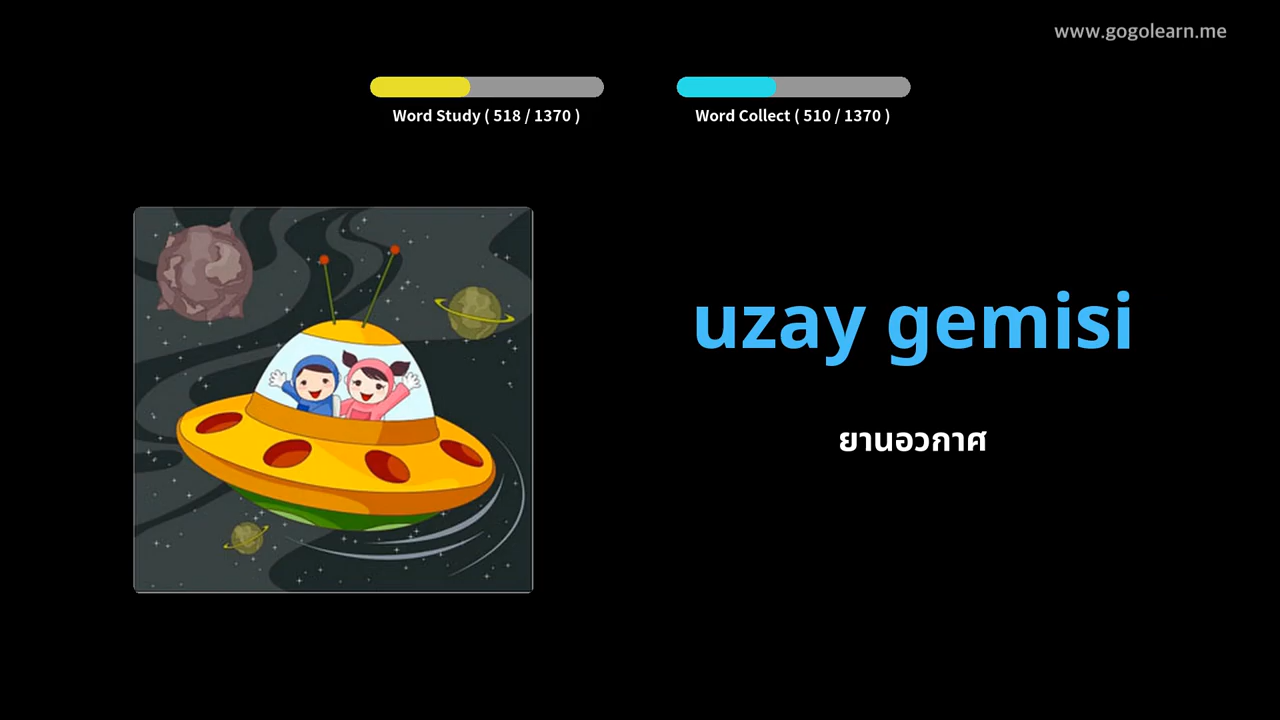 www.gogolearn.me
Word Study ( 518 / 1370 )
Word Collect ( 510 / 1370 )
uzay gemisi
ยานอวกาศ